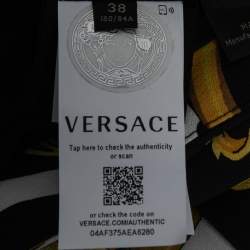 38
160/84A
VERSACE
Tap here to check the authenticity
or scan
or check the code on
VERSACE.COM/AUTHENTIC
04AF375AEA6280